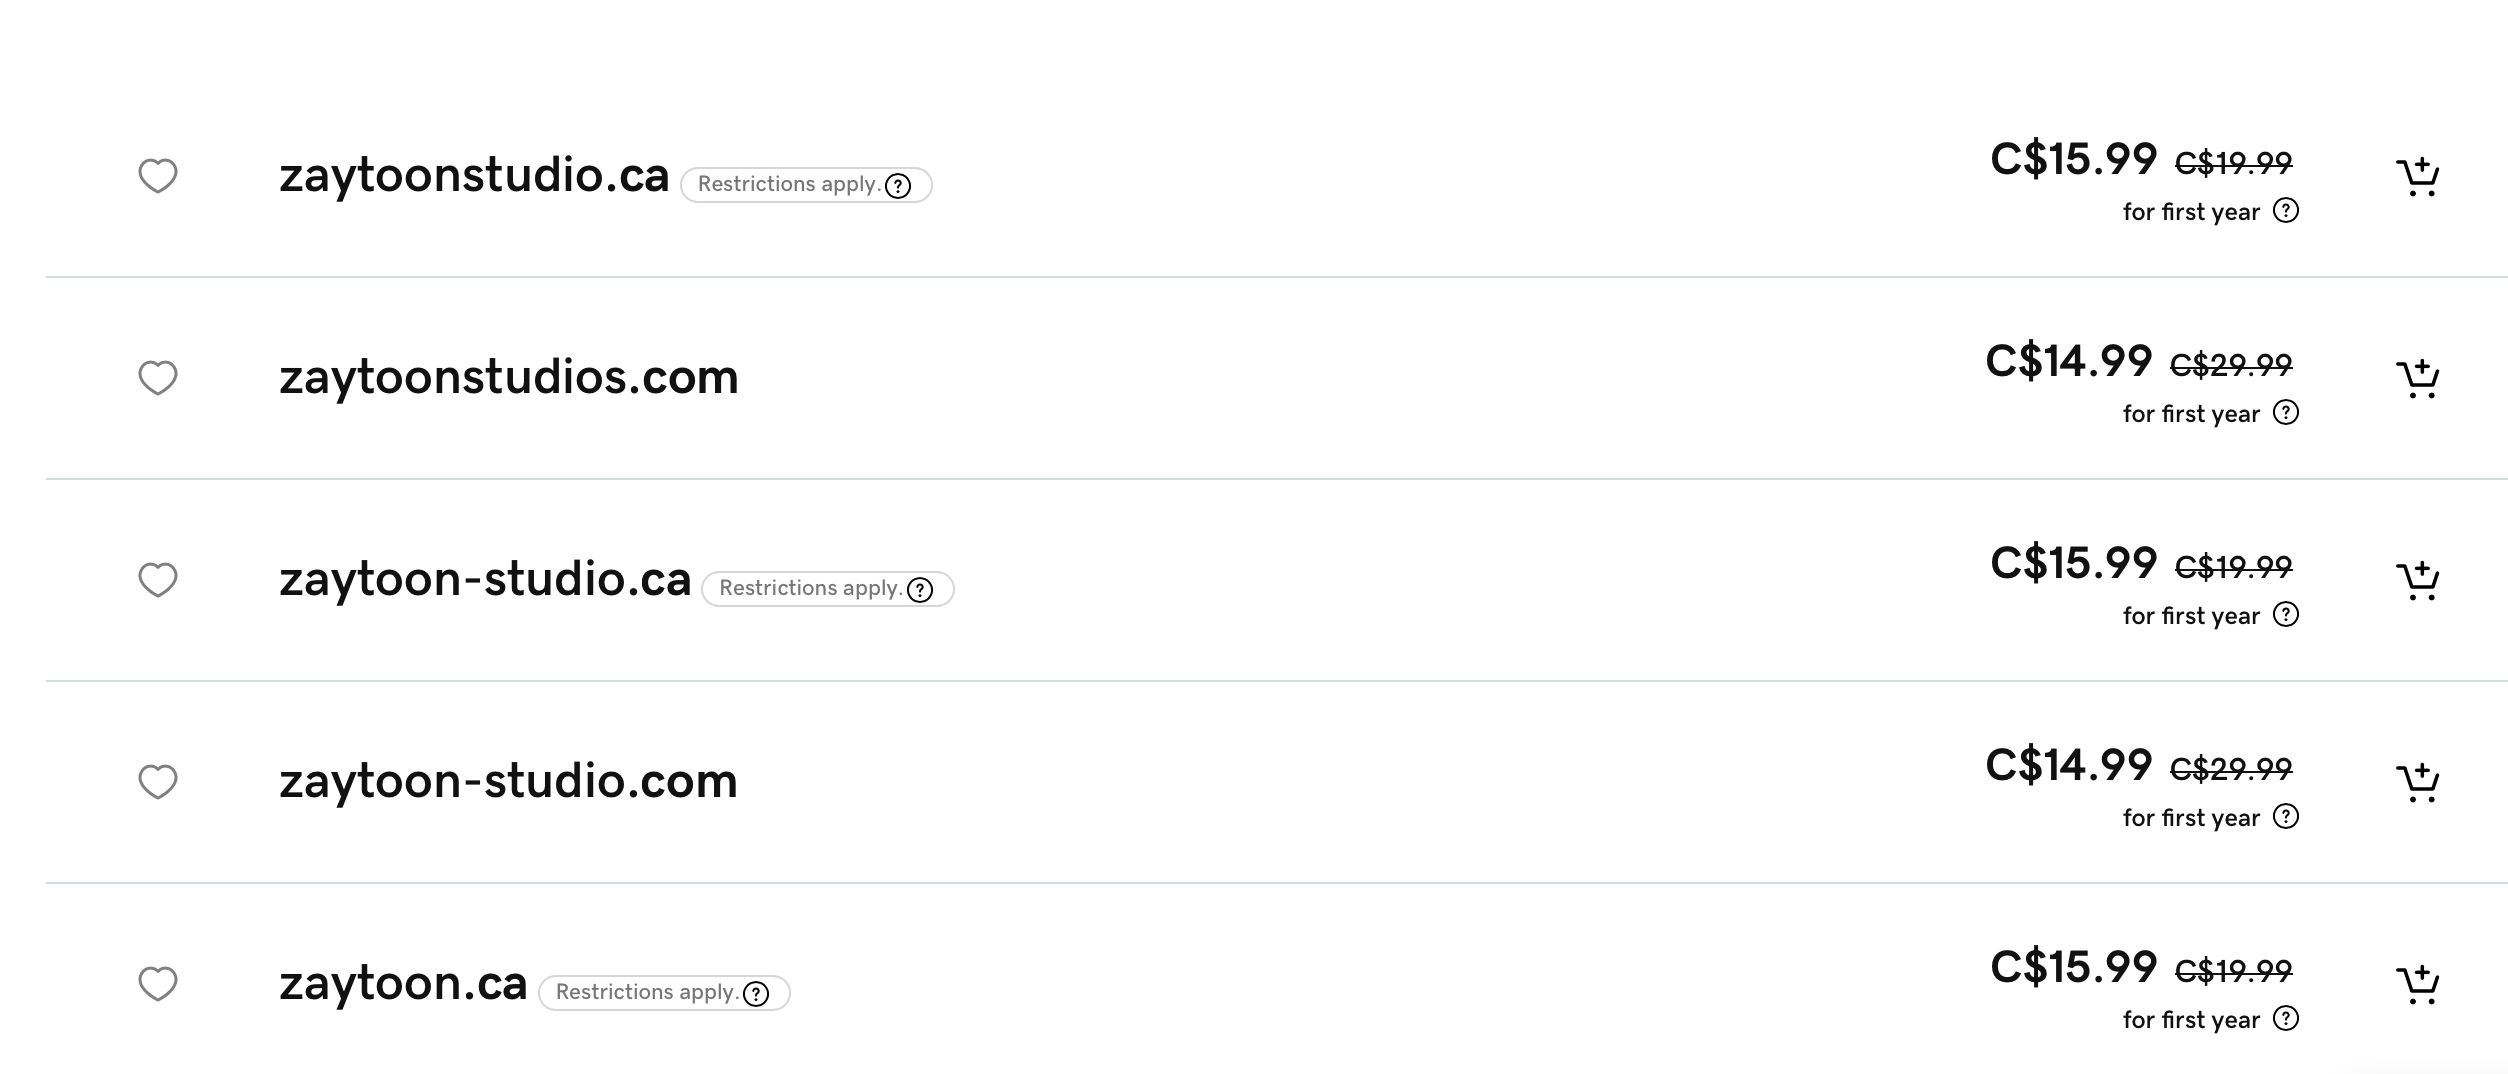 zaytoonstudio.ca Restrictions apply. ? C$15.99 C$19.99
for first year ?
zaytoonstudios.com C$14.99 C$29.99
for first year ?
zaytoon-studio.ca Restrictions apply. ? C$15.99 C$19.99
for first year ?
zaytoon-studio.com C$14.99 C$29.99
for first year ?
zaytoon.ca Restrictions apply. ? C$15.99 C$19.99
for first year ?